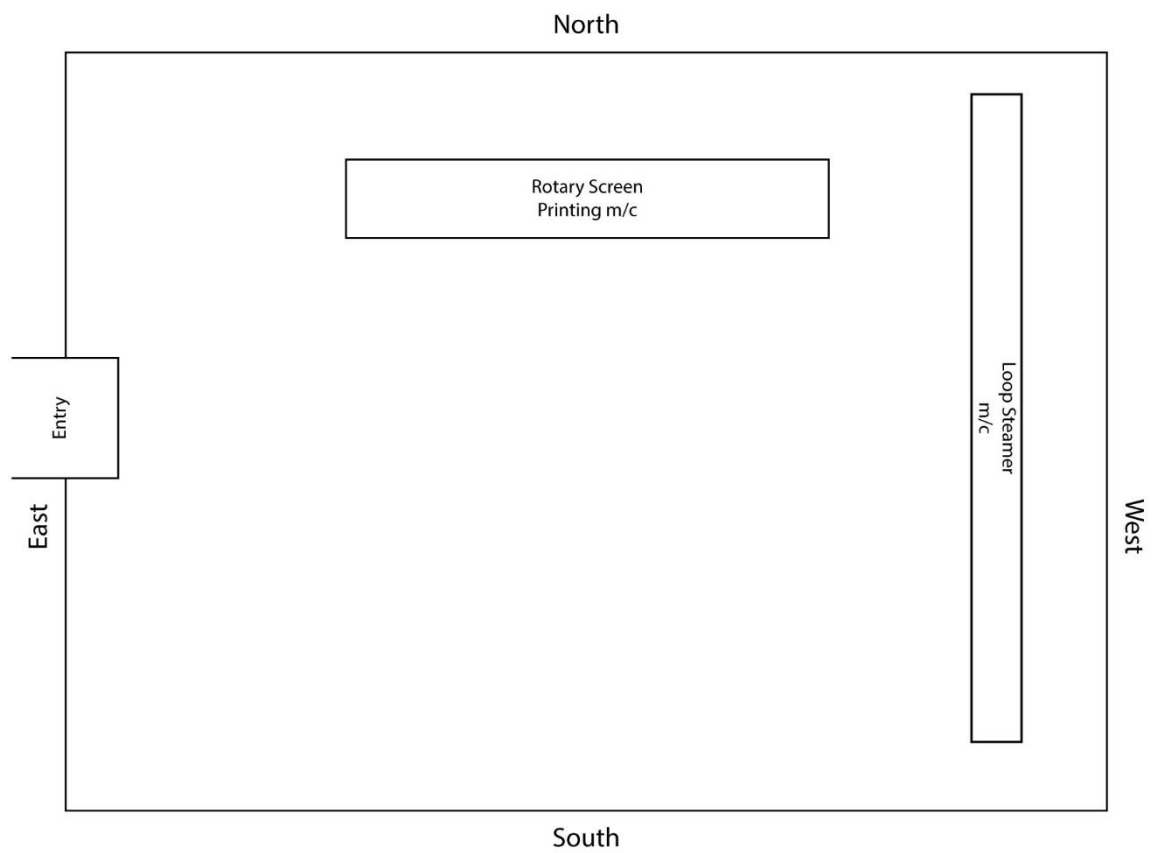 North
Rotary Screen
Printing m/c
Entry
Loop Steamer
m/c
East
West
South